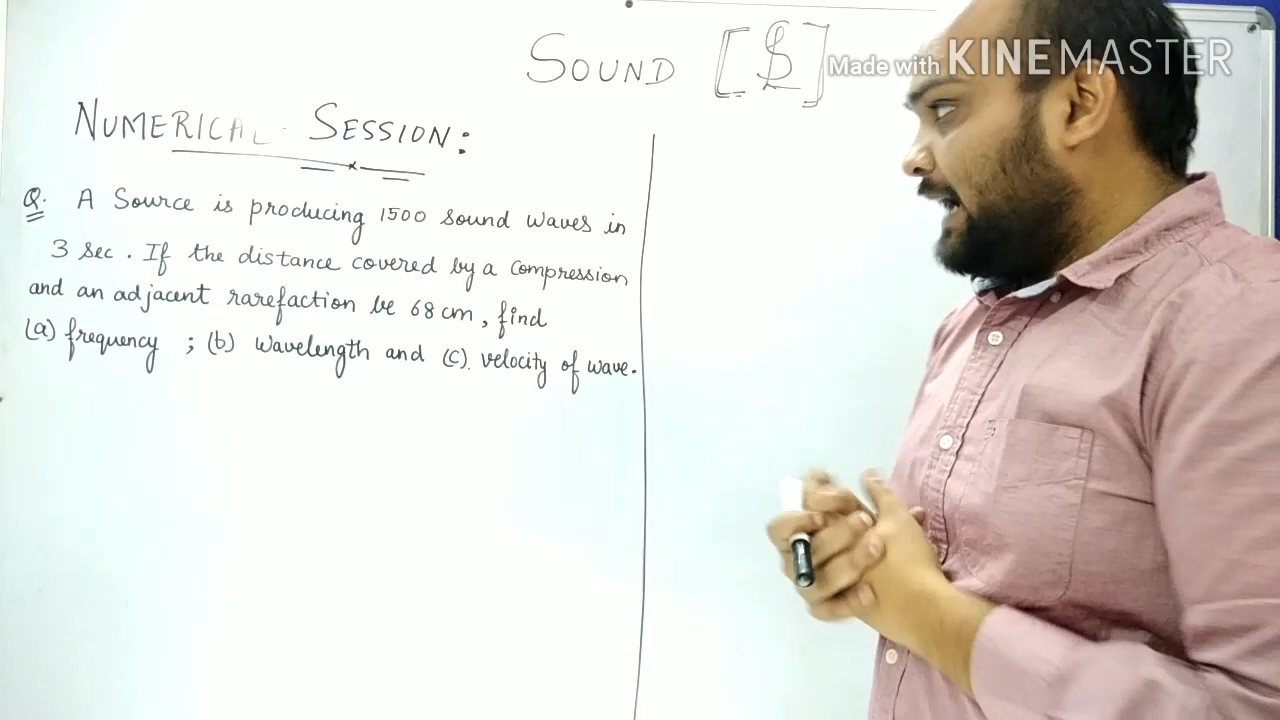 SOUND [$]
Made with KINEMASTER
NUMERICAL SESSION:
Q. A Source is producing 1500 sound waves in
3 sec. If the distance covered by a compression
and an adjacent rarefaction be 68 cm, find
(a) frequency ; (b) wavelength and (c). velocity of wave.